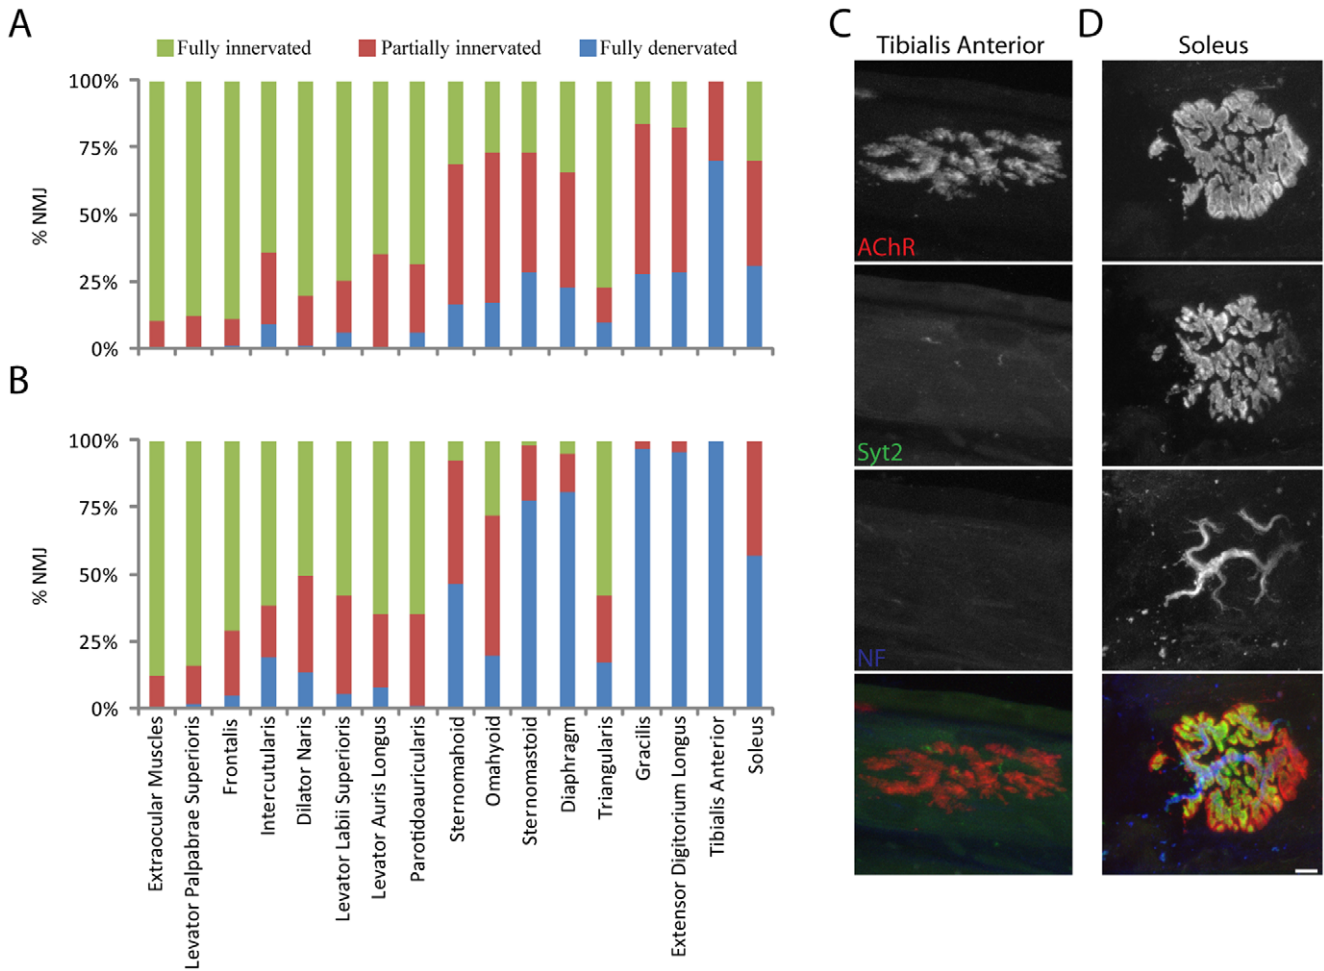 A
Fully innervated Partially innervated Fully denervated
% NMJ
100%
75%
50%
25%
0%
B
% NMJ
100%
75%
50%
25%
0%
Extraocular Muscles
Levator Palpabrae Superioris
Frontalis
Intercutularis
Dilator Naris
Levator Labii Superioris
Levator Auris Longus
Parotidoauricularis
Sternomahoid
Omahyoid
Sternomastoid
Diaphragm
Triangularis
Gracilis
Extensor Digitorium Longus
Tibialis Anterior
Soleus
C
Tibialis Anterior
AChR
Syt2
NF
D
Soleus